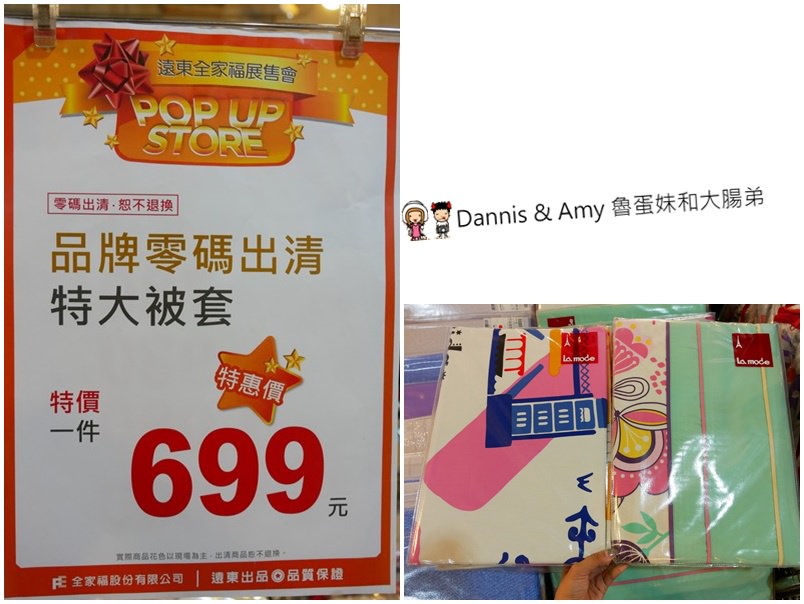 遠東全家福展售會
POP UP
STORE
零碼出清·恕不退換
品牌零碼出清
特大被套
特惠價
特價
一件
699元
實際商品花色以現場為主，出清商品恕不退換。
全家福股份有限公司 | 遠東出品 品質保證
Dannis & Amy 魯蛋妹和大腸弟
La mode
La mode